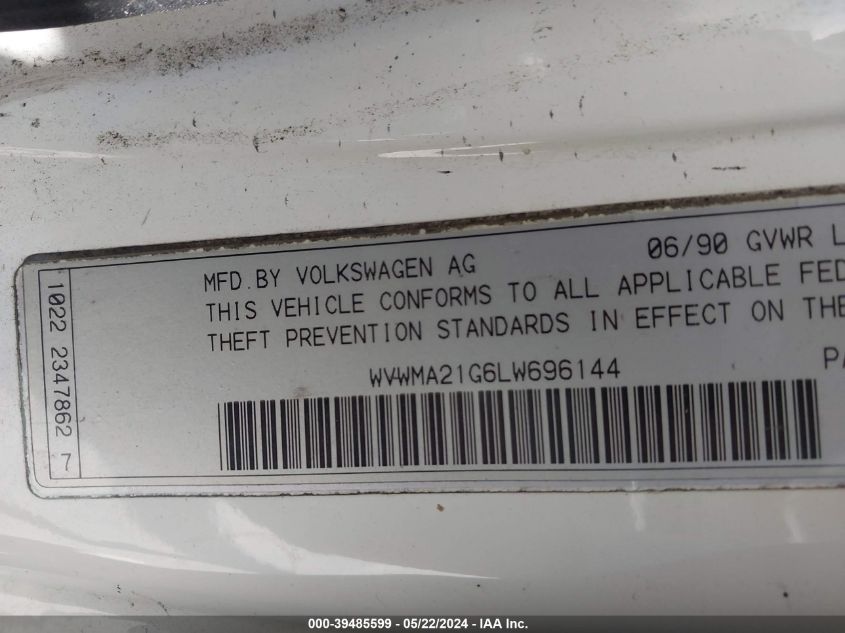 06/90 GVWR L
MFD.BY VOLKSWAGEN AG
THIS VEHICLE CONFORMS TO ALL APPLICABLE FED
THEFT PREVENTION STANDARDS IN EFFECT ON THE
WVWMA21G6LW696144
PA
1022 2347862 7
000-39485599 - 05/22/2024 - IAA Inc.